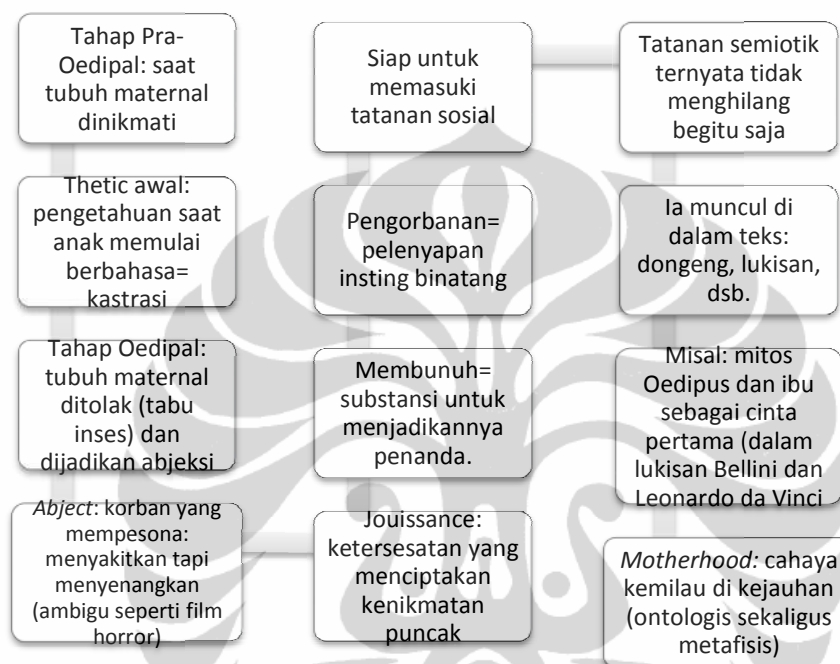 Tahap Pra-
Oedipal: saat
tubuh maternal
dinikmati
Thetic awal:
pengetahuan saat
anak memulai
berbahasa=
kastrasi
Tahap Oedipal:
tubuh maternal
ditolak (tabu
inses) dan
dijadikan abjeksi
Abject: korban yang
mempesona:
menyakitkan tapi
menyenangkan
(ambigu seperti film
horror)
Jouissance:
ketersesatan yang
menciptakan
kenikmatan
puncak
Membunuh=
substansi untuk
menjadikannya
penanda.
Pengorbanan=
pelenyapan
insting binatang
Siap untuk
memasuki
tatanan sosial
Tatanan semiotik
ternyata tidak
menghilang
begitu saja
Ia muncul di
dalam teks:
dongeng, lukisan,
dsb.
Misal: mitos
Oedipus dan ibu
sebagai cinta
pertama (dalam
lukisan Bellini dan
Leonardo da Vinci
Motherhood: cahaya
kemilau di kejauhan
(ontologis sekaligus
metafisis)